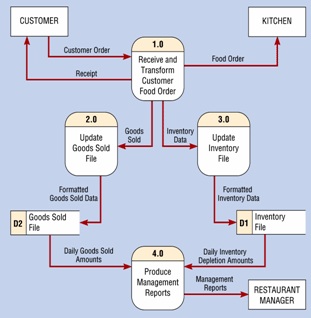 CUSTOMER
KITCHEN
1.0
Customer Order
Receive and
Transform
Customer
Food Order
Food Order
Receipt
2.0
Update
Goods Sold
File
Goods
Sold
Inventory
Data
3.0
Update
Inventory
File
Formatted
Goods Sold Data
Formatted
Inventory Data
D2
Goods Sold
File
D1
Inventory
File
Daily Goods Sold
Amounts
4.0
Produce
Management
Reports
Daily Inventory
Depletion Amounts
Management
Reports
RESTAURANT
MANAGER